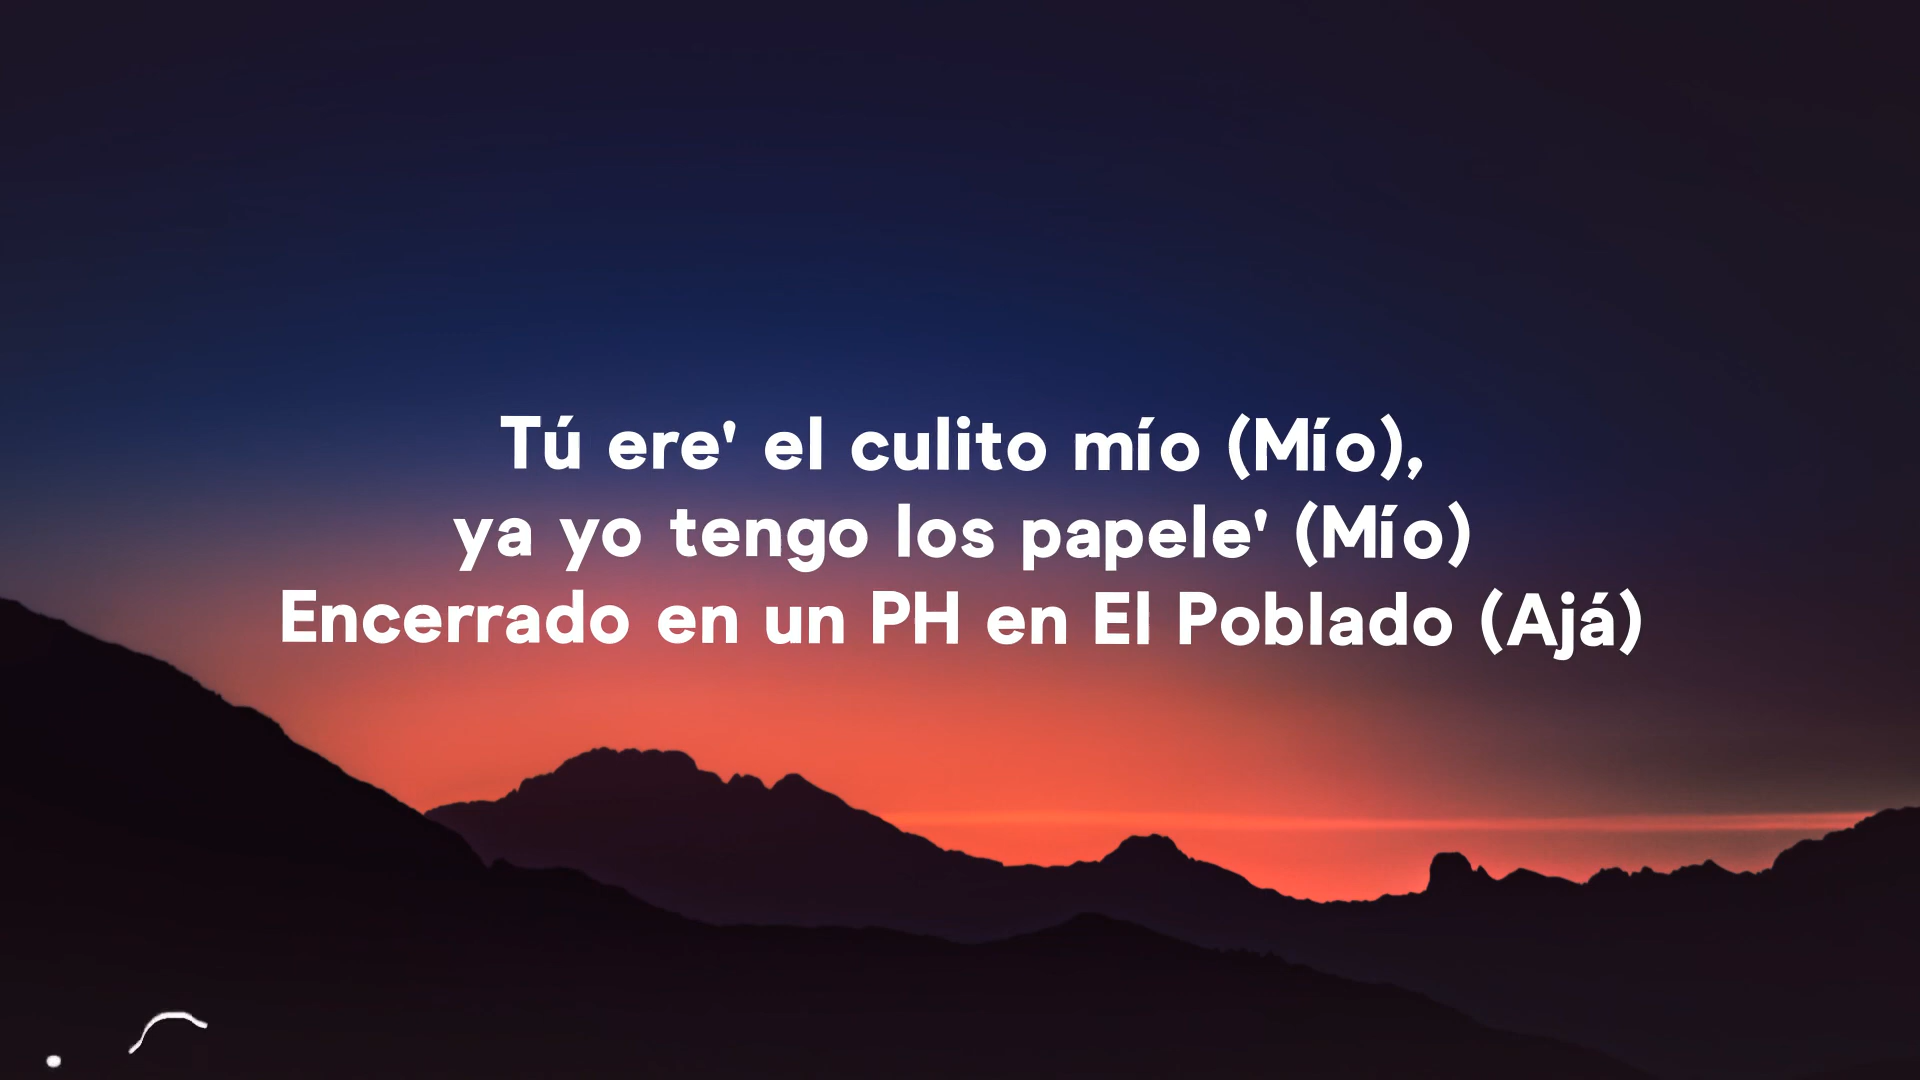 Tú ere' el culito mío (Mío),
ya yo tengo los papele' (Mío)
Encerrado en un PH en El Poblado (Ajá)